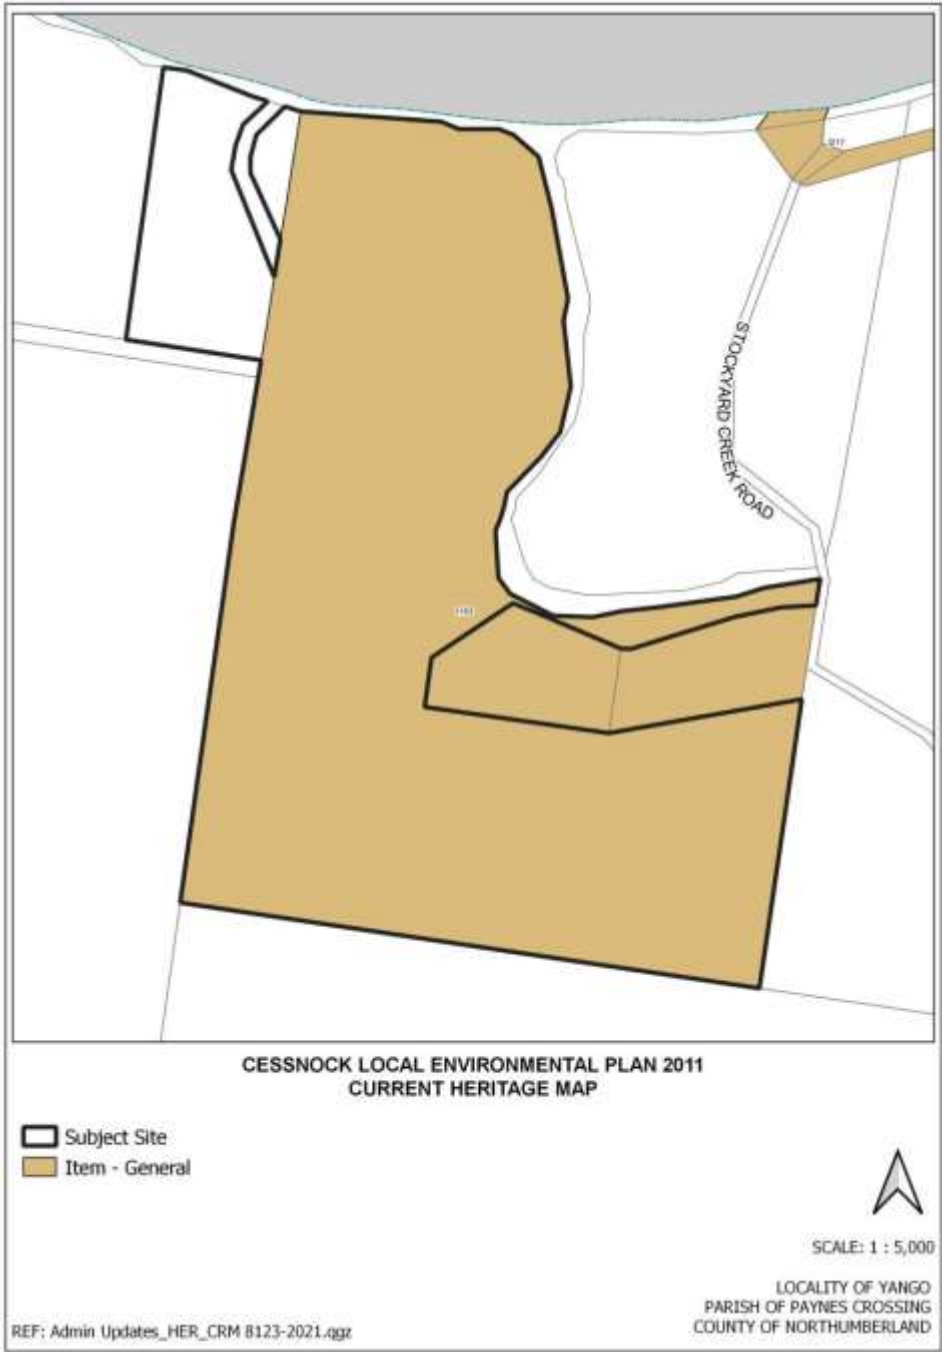 STOCKYARD CREEK ROAD
CESSNOCK LOCAL ENVIRONMENTAL PLAN 2011
CURRENT HERITAGE MAP
Subject Site
Item - General
SCALE: 1 : 5,000
LOCALITY OF YANGO
PARISH OF PAYNES CROSSING
COUNTY OF NORTHUMBERLAND
REF: Admin Updates_HER_CRM 8123-2021.qgz